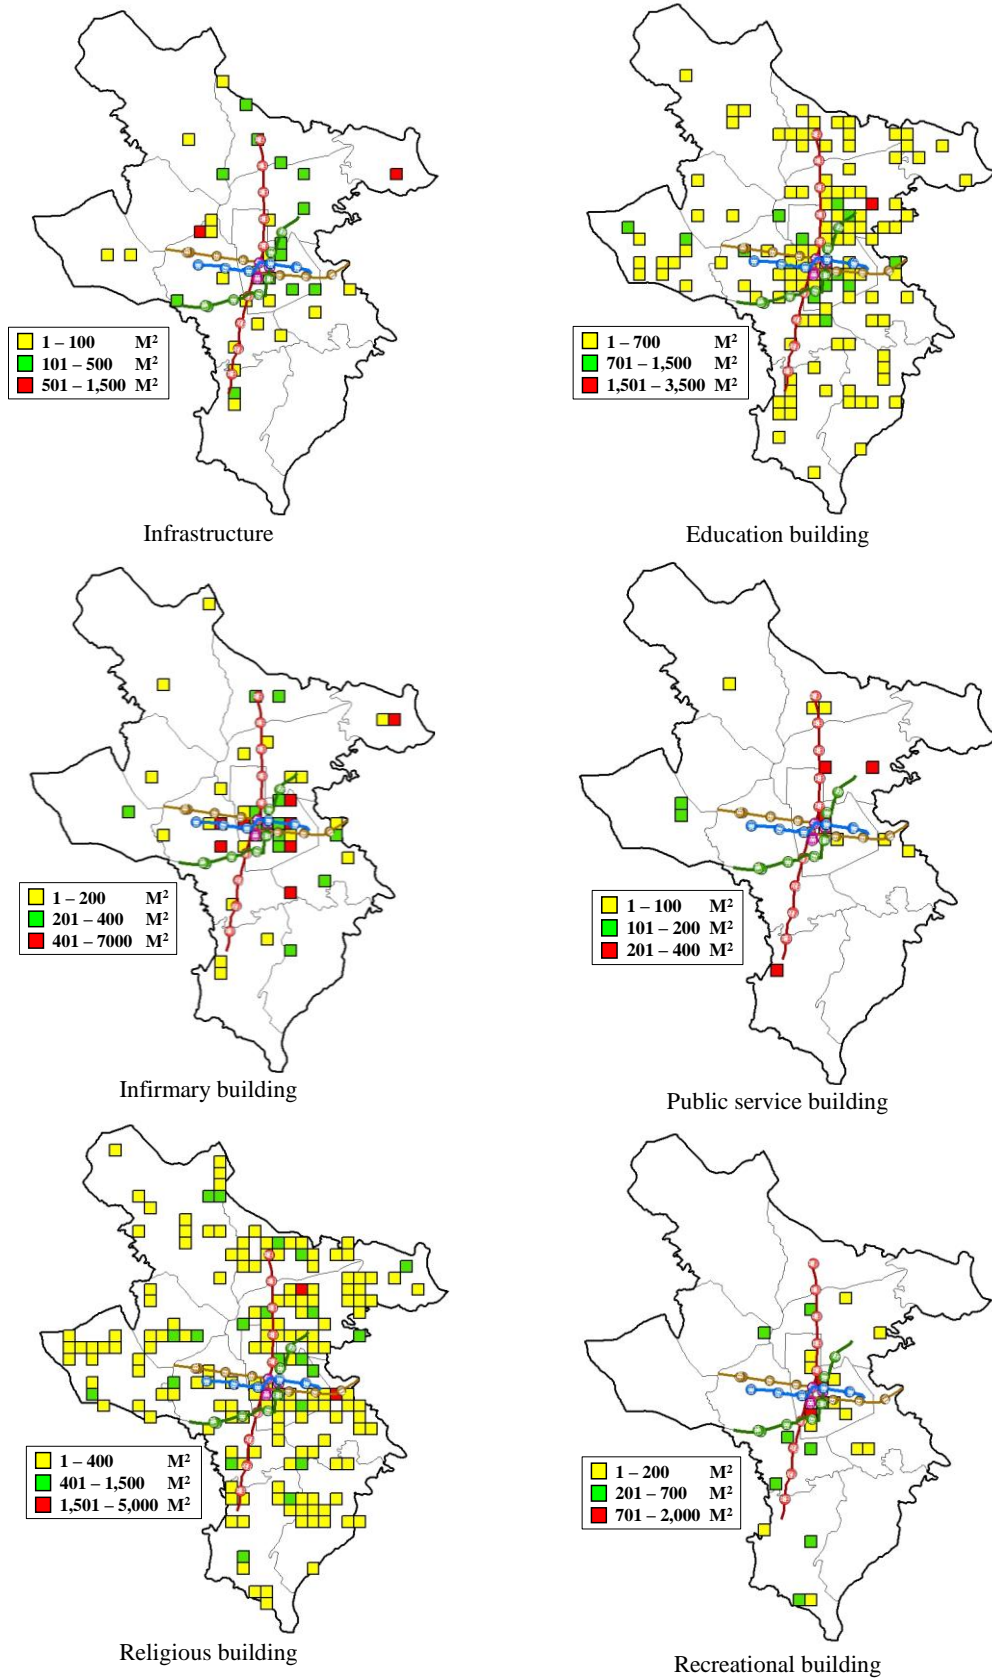 1 – 100 M²
101 – 500 M²
501 – 1,500 M²
Infrastructure
1 – 700 M²
701 – 1,500 M²
1,501 – 3,500 M²
Education building
1 – 200 M²
201 – 400 M²
401 – 7000 M²
Infirmary building
1 – 100 M²
101 – 200 M²
201 – 400 M²
Public service building
1 – 400 M²
401 – 1,500 M²
1,501 – 5,000 M²
Religious building
1 – 200 M²
201 – 700 M²
701 – 2,000 M²
Recreational building